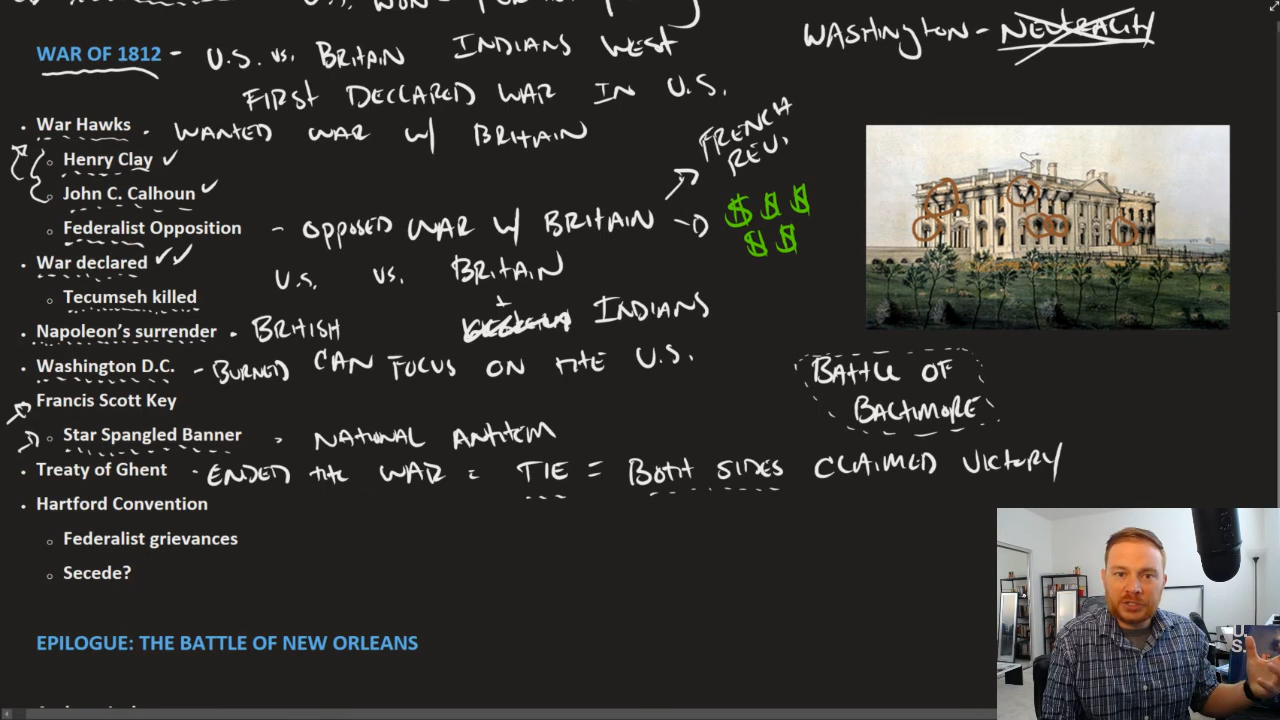 U.S. WON
WASHINGTON - NEUTRALITY
WAR OF 1812 - U.S. vs. BRITAIN INDIANS WEST
FIRST DECLARED WAR IN U.S.
War Hawks - WANTED WAR w/ BRITAIN
FRENCH
REV.
Henry Clay ✓
John C. Calhoun ✓
Federalist Opposition - OPPOSED WAR w/ BRITAIN → $ $ $
$ $
War declared ✓✓ U.S. vs. BRITAIN
Tecumseh killed + INDIANS
Napoleon's surrender - BRITISH
CAN FOCUS ON THE U.S.
Washington D.C. - BURNED
BATTLE OF
BALTIMORE
Francis Scott Key
Star Spangled Banner - NATIONAL ANTHEM
Treaty of Ghent - ENDED THE WAR = TIE = BOTH SIDES CLAIMED VICTORY
Hartford Convention
Federalist grievances
Secede?
U.
S.
EPILOGUE: THE BATTLE OF NEW ORLEANS